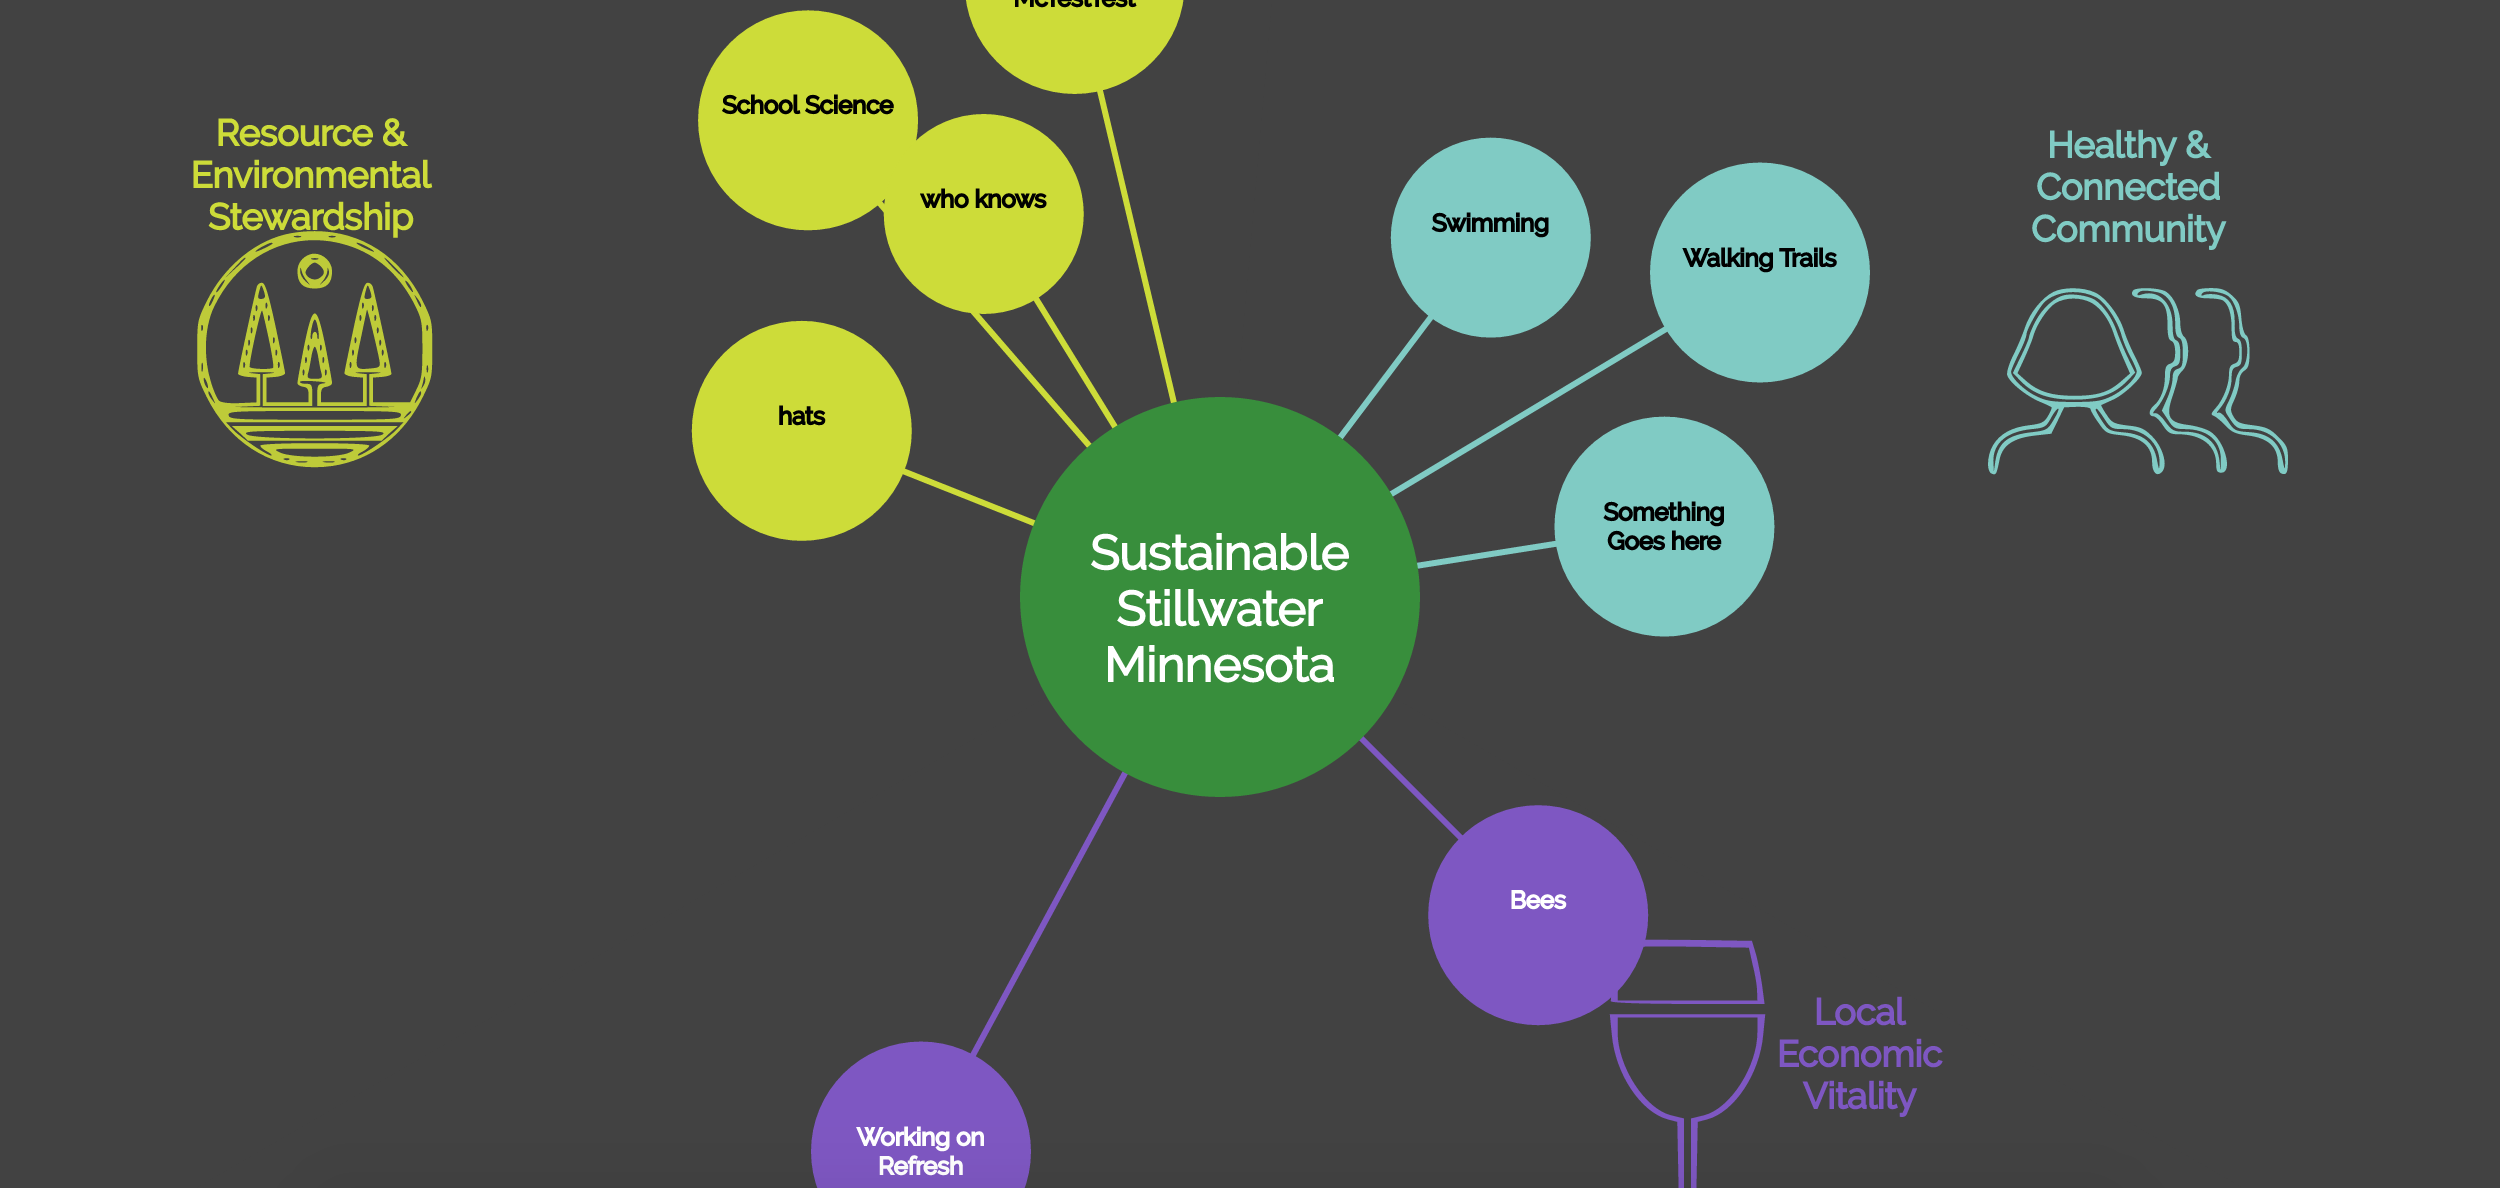 School Science
who knows
hats
Resource &
Environmental
Stewardship
Swimming
Walking Trails
Something
Goes here
Healthy &
Connected
Community
Sustainable
Stillwater
Minnesota
Bees
Working on
Refresh
Local
Economic
Vitality